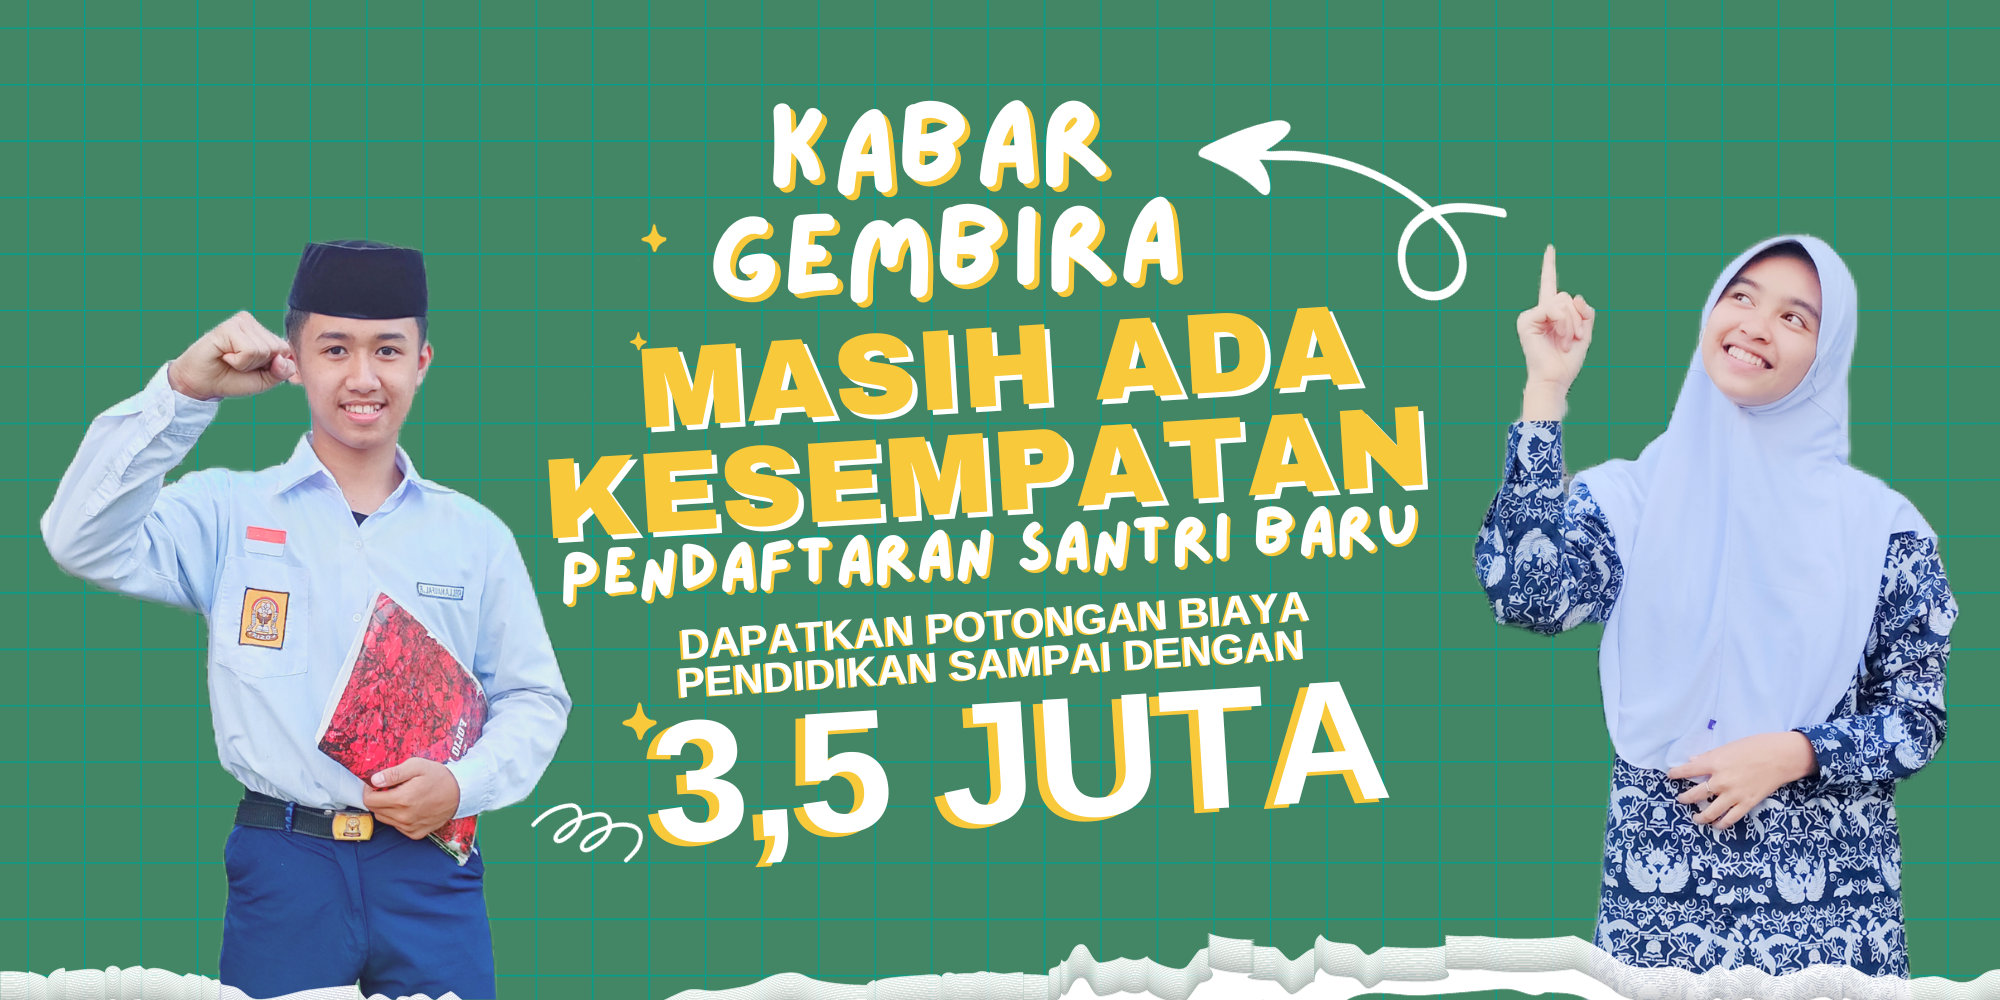 KABAR
GEMBIRA
MASIH ADA
KESEMPATAN
PENDAFTARAN SANTRI BARU
DAPATKAN POTONGAN BIAYA
PENDIDIKAN SAMPAI DENGAN
3,5 JUTA